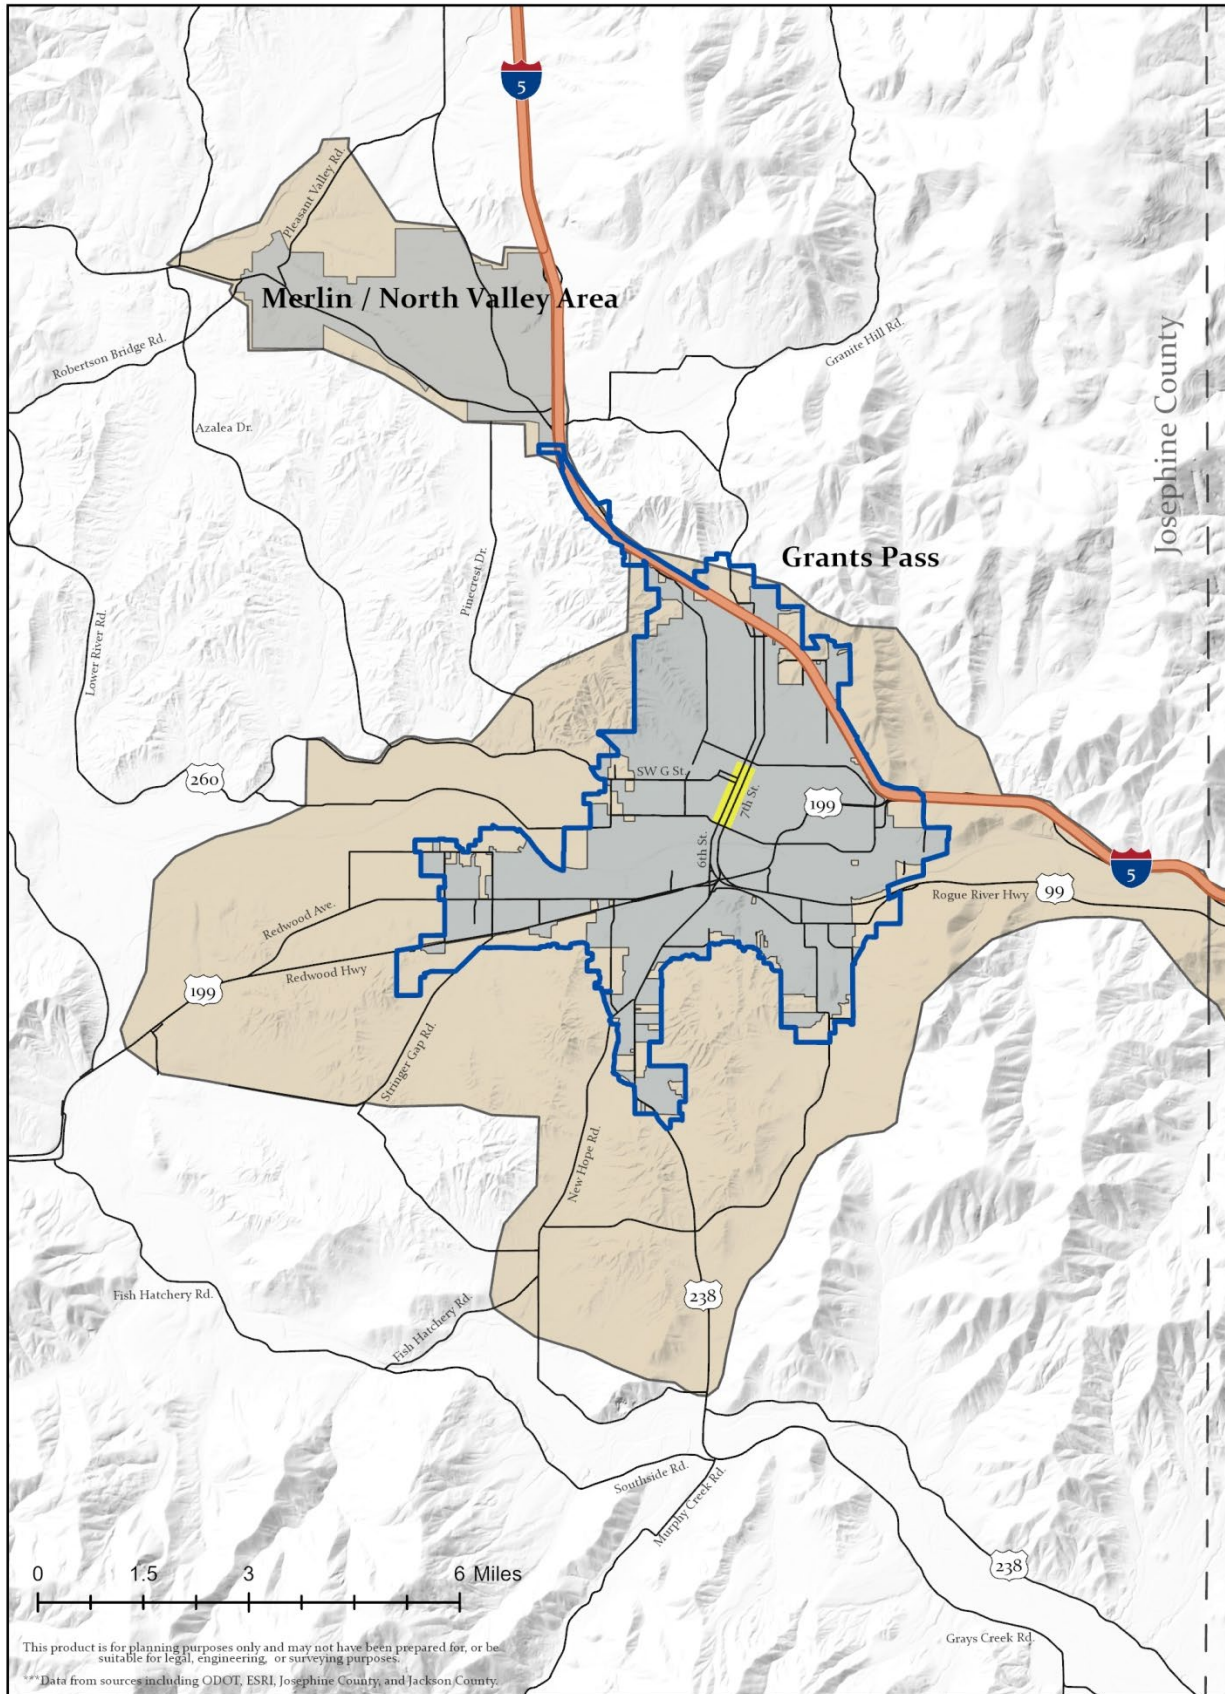 5
Pleasant Valley Rd.
Merlin / North Valley Area
Robertson Bridge Rd.
Granite Hill Rd.
Josephine County
Azalea Dr.
Grants Pass
Pinecrest Dr.
Lower River Rd.
260
SW G St.
7th St.
199
6th St.
5
99
Rogue River Hwy
Redwood Ave.
Redwood Hwy
199
Stringer Gap Rd.
New Hope Rd.
Fish Hatchery Rd.
238
Fish Hatchery Rd.
Southside Rd.
Murphy Creek Rd.
238
Grays Creek Rd.
0 1.5 3 6 Miles
This product is for planning purposes only and may not have been prepared for, or be
suitable for legal, engineering, or surveying purposes.
***Data from sources including ODOT, ESRI, Josephine County, and Jackson County.